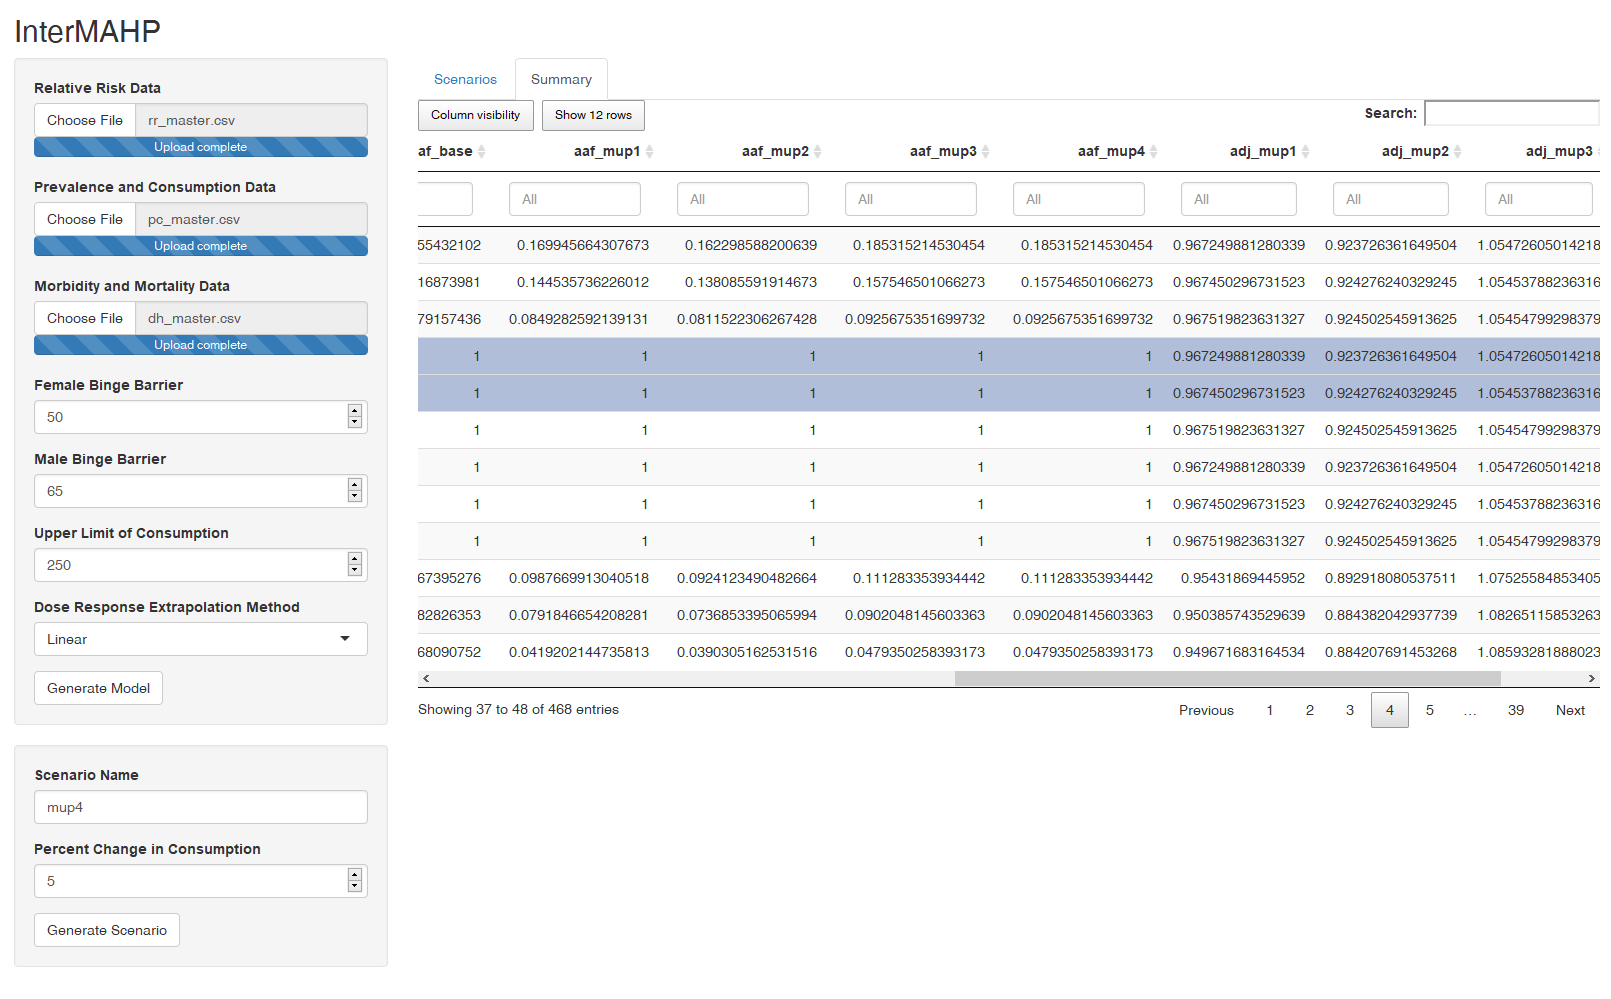 InterMAHP
Relative Risk Data
Choose File rr_master.csv
Upload complete
Prevalence and Consumption Data
Choose File pc_master.csv
Upload complete
Morbidity and Mortality Data
Choose File dh_master.csv
Upload complete
Female Binge Barrier
50
Male Binge Barrier
65
Upper Limit of Consumption
250
Dose Response Extrapolation Method
Linear
Generate Model
Scenario Name
mup4
Percent Change in Consumption
5
Generate Scenario
Scenarios Summary
Column visibility Show 12 rows Search:
af_base aaf_mup1 aaf_mup2 aaf_mup3 aaf_mup4 adj_mup1 adj_mup2 adj_mup3
All All All All All All All
55432102 0.169945664307673 0.162298588200639 0.185315214530454 0.185315214530454 0.967249881280339 0.923726361649504 1.05472605014218
16873981 0.144535736226012 0.138085591914673 0.157546501066273 0.157546501066273 0.967450296731523 0.924276240329245 1.05453788236316
79157436 0.0849282592139131 0.0811522306267428 0.0925675351699732 0.0925675351699732 0.967519823631327 0.924502545913625 1.05454799298379
1 1 1 1 1 0.967249881280339 0.923726361649504 1.05472605014218
1 1 1 1 1 0.967450296731523 0.924276240329245 1.05453788236316
1 1 1 1 1 0.967519823631327 0.924502545913625 1.05454799298379
1 1 1 1 1 0.967249881280339 0.923726361649504 1.05472605014218
1 1 1 1 1 0.967450296731523 0.924276240329245 1.05453788236316
1 1 1 1 1 0.967519823631327 0.924502545913625 1.05454799298379
67395276 0.0987669913040518 0.0924123490482664 0.111283353934442 0.111283353934442 0.95431869445952 0.892918080537511 1.07525584853405
82826353 0.0791846654208281 0.0736853395065994 0.0902048145603363 0.0902048145603363 0.950385743529639 0.884382042937739 1.08265115853263
68090752 0.0419202144735813 0.0390305162531516 0.0479350258393173 0.0479350258393173 0.949671683164534 0.884207691453268 1.08593281888023
Showing 37 to 48 of 468 entries Previous 1 2 3 4 5 … 39 Next